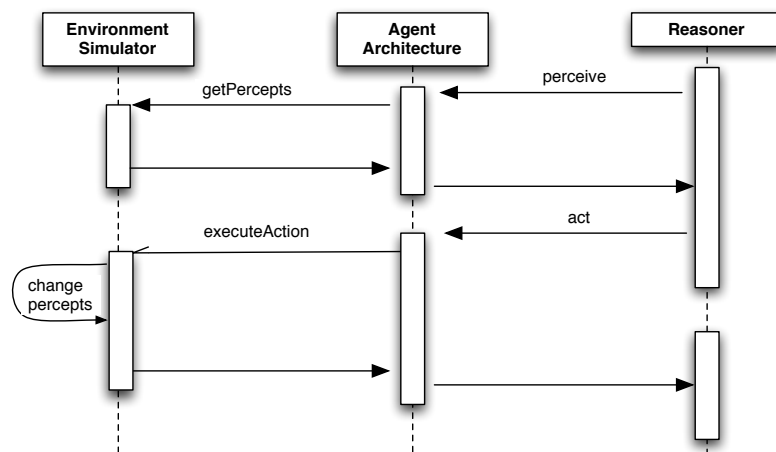 Environment
Simulator
Agent
Architecture
Reasoner
perceive
getPercepts
act
executeAction
change
percepts